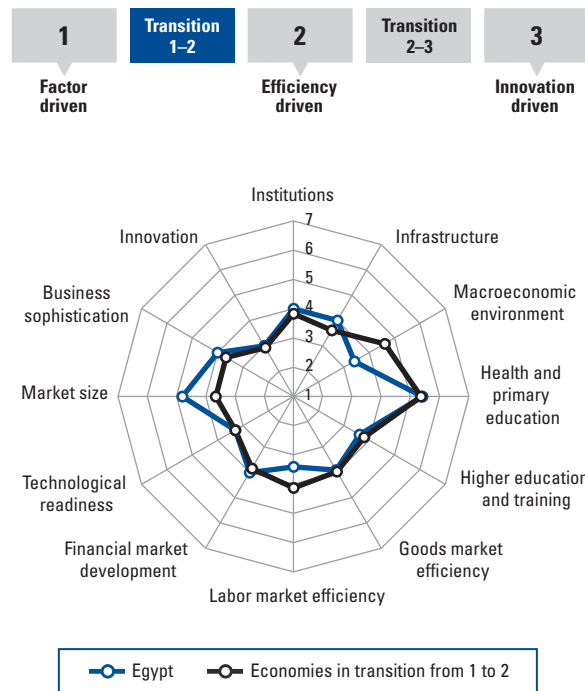 1
Transition
1–2
2
Transition
2–3
3
Factor
driven
Efficiency
driven
Innovation
driven
Institutions
7
Innovation
6
Infrastructure
5
Business
sophistication
4
Macroeconomic
environment
3
2
Market size
1
Health and
primary
education
Technological
readiness
Higher education
and training
Financial market
development
Goods market
efficiency
Labor market efficiency
Egypt
Economies in transition from 1 to 2